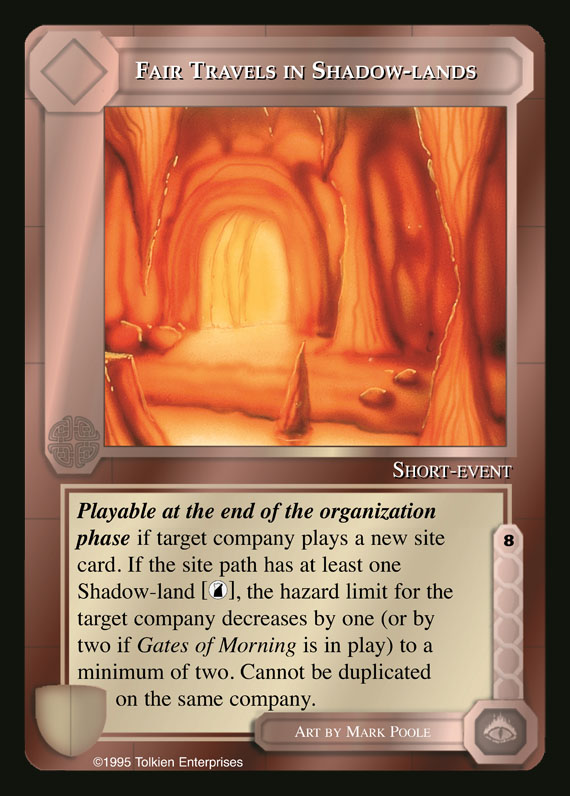 Fair Travels in Shadow-lands
Short-event
Playable at the end of the organization
phase if target company plays a new site
card. If the site path has at least one
Shadow-land [ ], the hazard limit for the
target company decreases by one (or by
two if Gates of Morning is in play) to a
minimum of two. Cannot be duplicated
on the same company.
8
Art by Mark Poole
©1995 Tolkien Enterprises